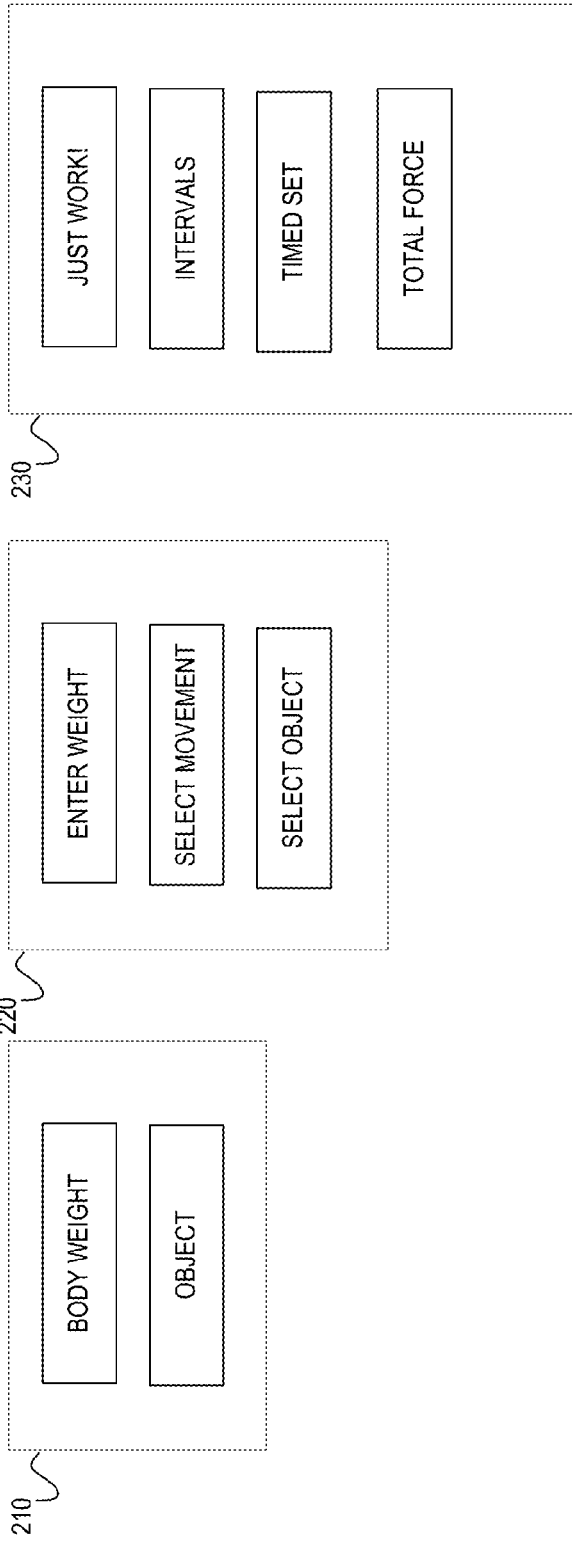 210
BODY WEIGHT
OBJECT
220
ENTER WEIGHT
SELECT MOVEMENT
SELECT OBJECT
230
JUST WORK!
INTERVALS
TIMED SET
TOTAL FORCE